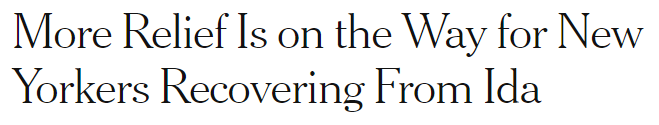 More Relief Is on the Way for New
Yorkers Recovering From Ida